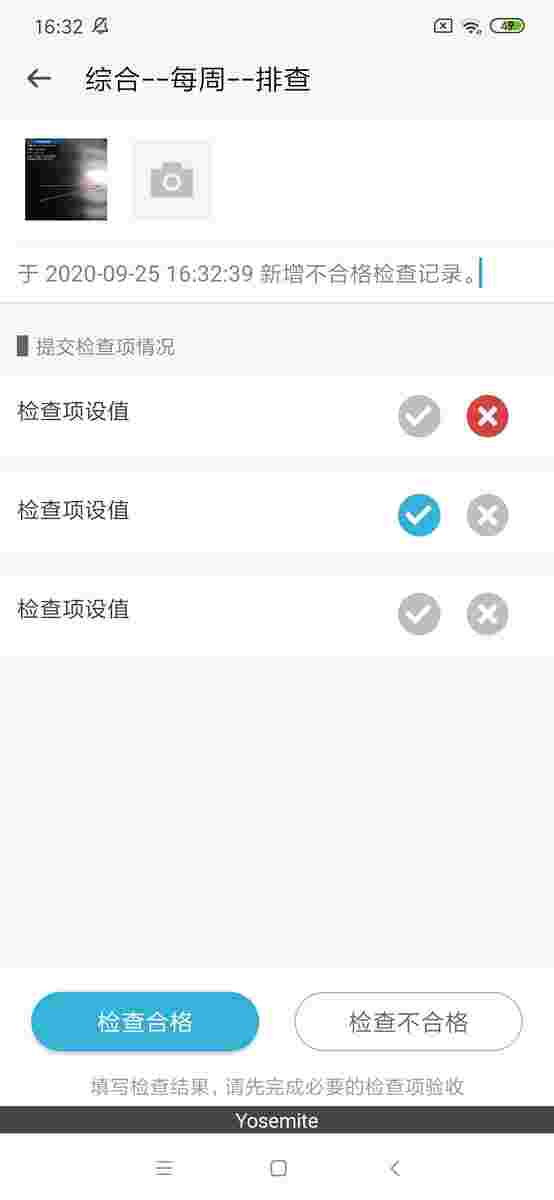 16:32
49
综合--每周--排查
于 2020-09-25 16:32:39 新增不合格检查记录。
提交检查项情况
检查项设值
检查项设值
检查项设值
检查合格 检查不合格
填写检查结果，请先完成必要的检查项验收
Yosemite